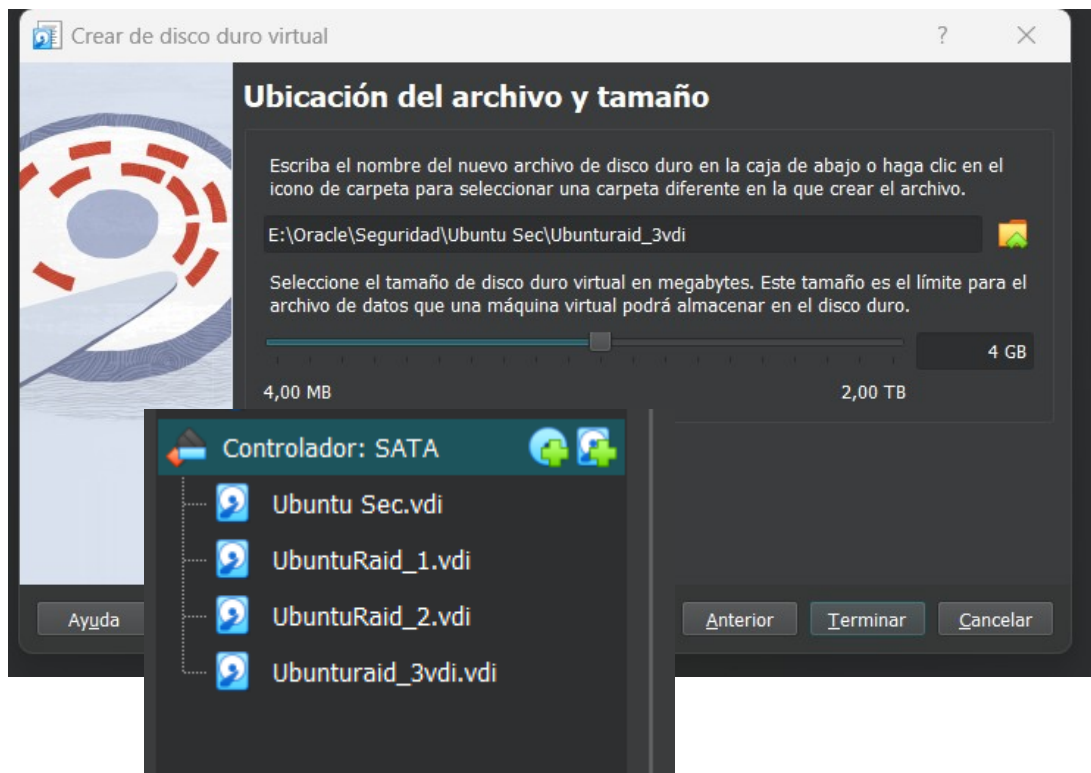 Crear de disco duro virtual
Ubicación del archivo y tamaño
Escriba el nombre del nuevo archivo de disco duro en la caja de abajo o haga clic en el
icono de carpeta para seleccionar una carpeta diferente en la que crear el archivo.
E:\Oracle\Seguridad\Ubuntu Sec\Ubunturaid_3vdi
Seleccione el tamaño de disco duro virtual en megabytes. Este tamaño es el límite para el
archivo de datos que una máquina virtual podrá almacenar en el disco duro.
4 GB
4,00 MB 2,00 TB
Controlador: SATA
Ubuntu Sec.vdi
UbuntuRaid_1.vdi
UbuntuRaid_2.vdi
Ubunturaid_3vdi.vdi
Ayuda Anterior Terminar Cancelar